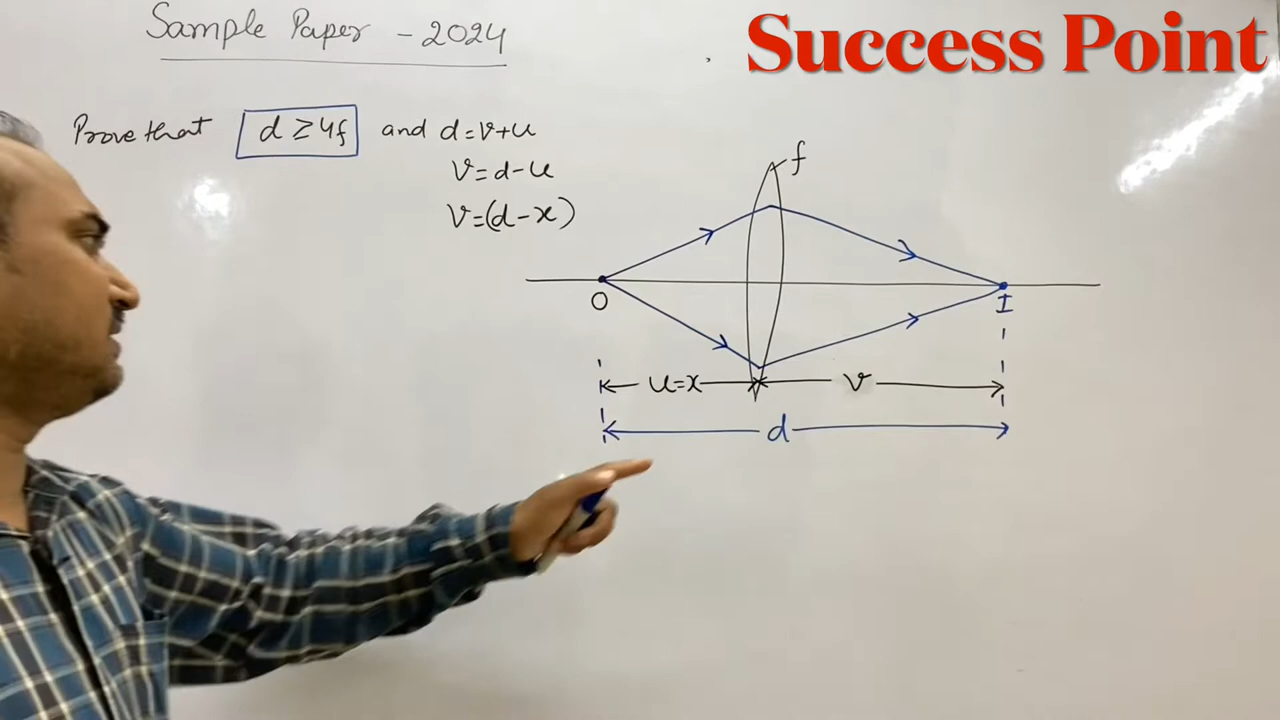 Sample Paper - 2024
Success Point
Prove that d ≥ 4f and d = v+u
v = d - u
v = (d - x)
f
O
I
u = x
v
d